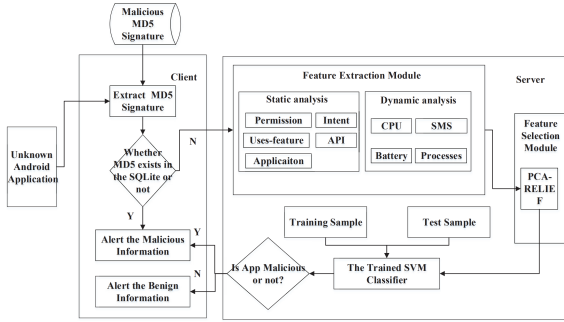 Malicious
MD5
Signature
Client
Extract MD5
Signature
Unknown
Android
Application
Whether
MD5 exists in
the SQLite or
not
N
Y
Alert the Malicious
Information
Alert the Benign
Information
Y
N
Server
Feature Extraction Module
Static analysis
Permission
Intent
Uses-feature
API
Applicaiton
Dynamic analysis
CPU
SMS
Battery
Processes
Feature
Selection
Module
PCA-
RELIE
F
Training Sample
Test Sample
The Trained SVM
Classifier
Is App Malicious
or not?